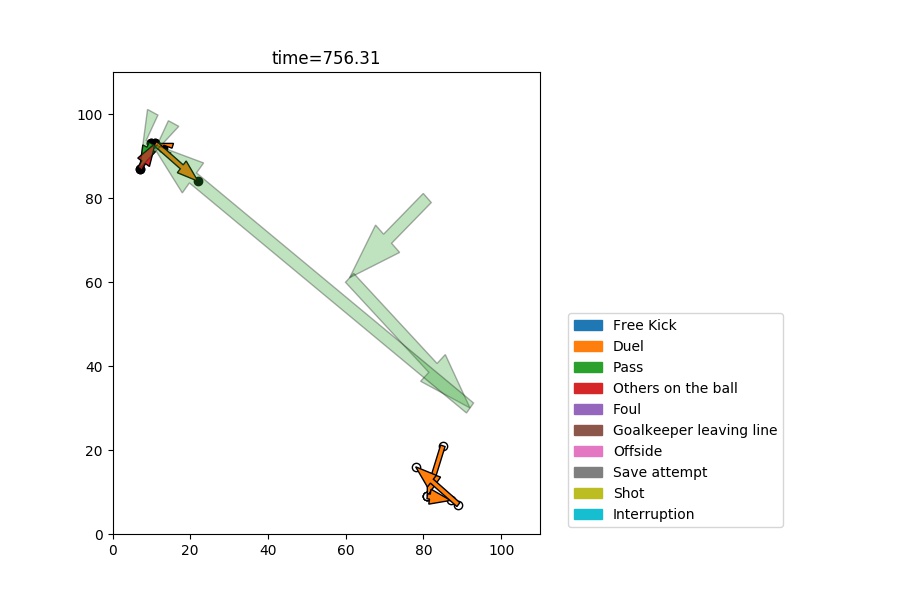 time=756.31
100
80
60
40
20
0
0 20 40 60 80 100
Free Kick
Duel
Pass
Others on the ball
Foul
Goalkeeper leaving line
Offside
Save attempt
Shot
Interruption